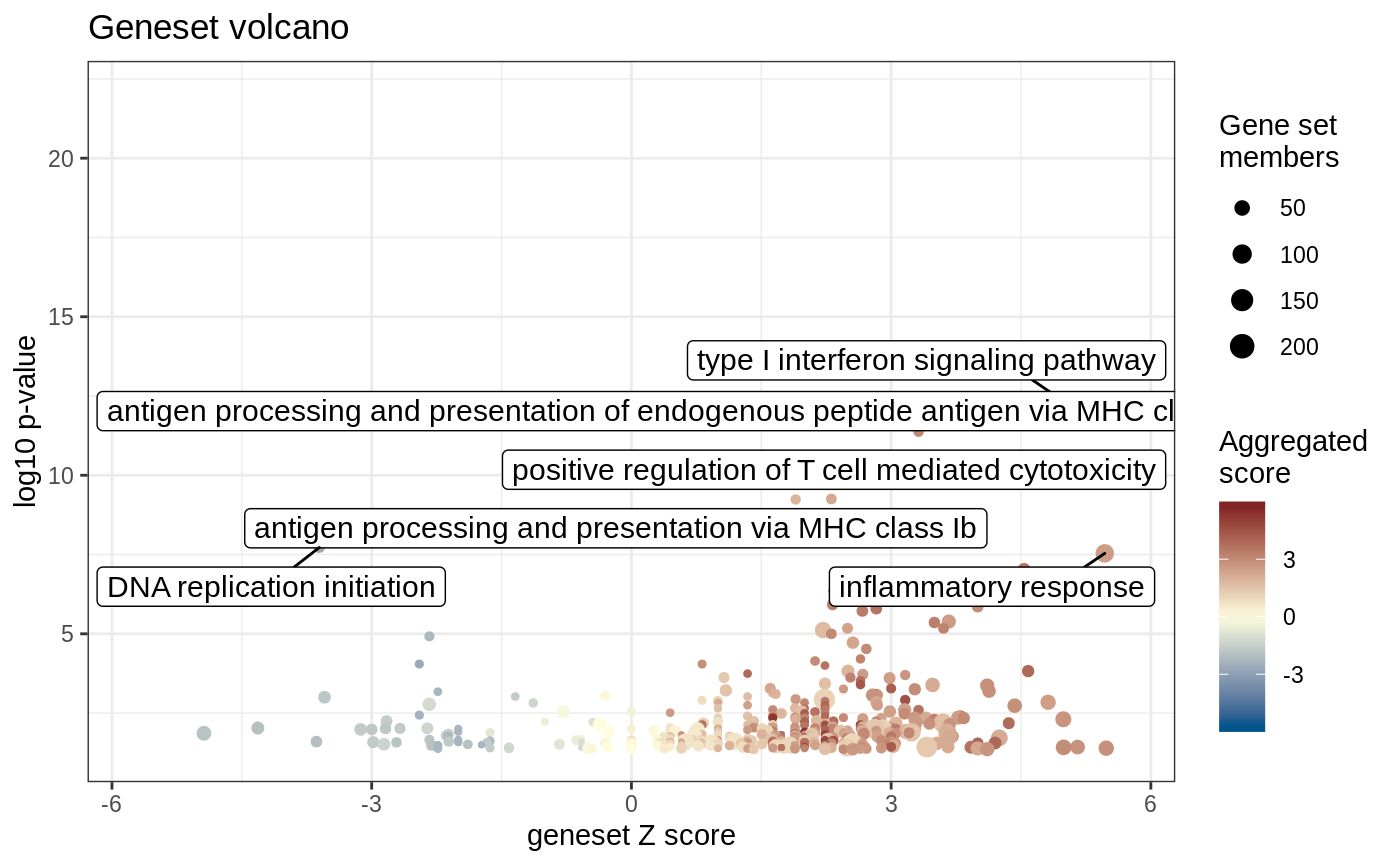 Geneset volcano
log10 p-value
20
15
10
5
type I interferon signaling pathway
antigen processing and presentation of endogenous peptide antigen via MHC cl
positive regulation of T cell mediated cytotoxicity
antigen processing and presentation via MHC class Ib
DNA replication initiation
inflammatory response
-6
-3
0
3
6
geneset Z score
Gene set
members
50
100
150
200
Aggregated
score
3
0
-3